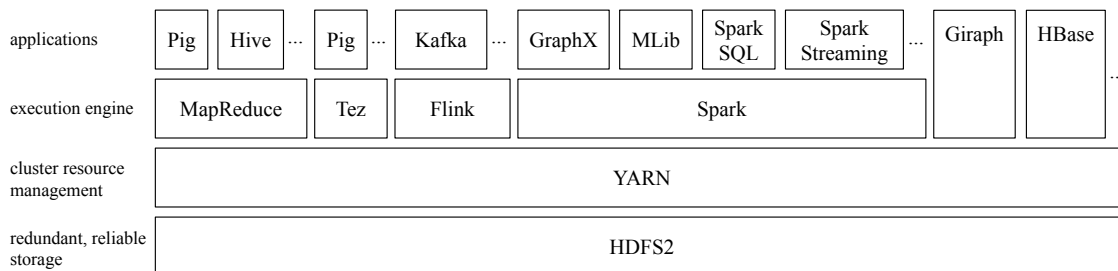 applications
Pig
Hive
...
Pig
...
Kafka
...
GraphX
MLib
Spark
SQL
Spark
Streaming
...
Giraph
HBase
...
execution engine
MapReduce
Tez
Flink
Spark
cluster resource
management
YARN
redundant, reliable
storage
HDFS2